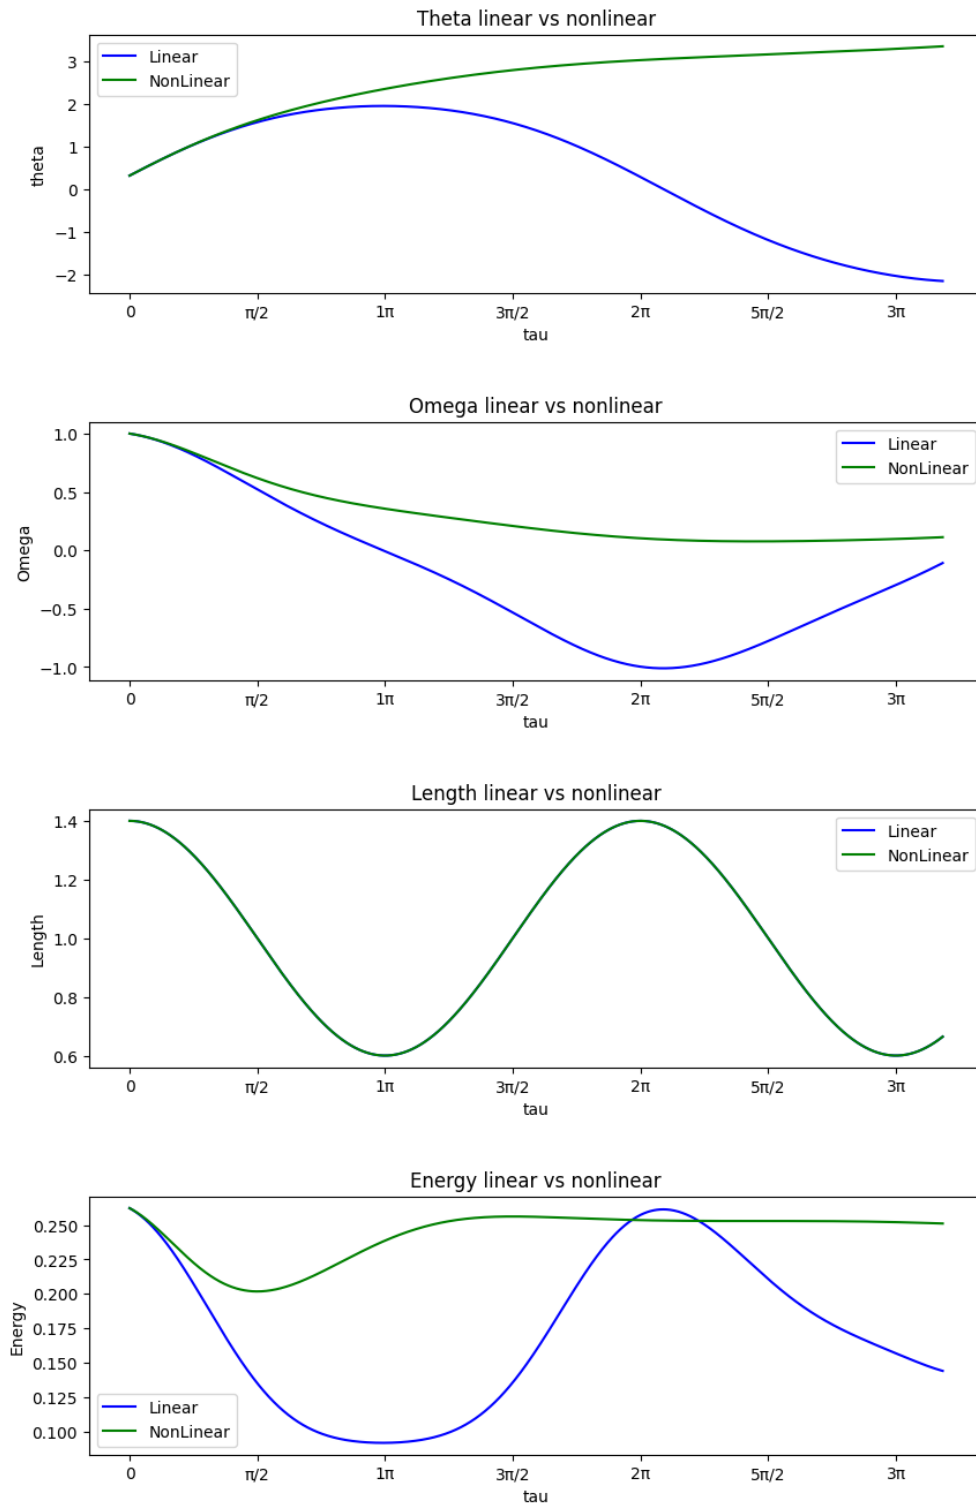 Theta linear vs nonlinear
Linear
NonLinear
theta
3
2
1
0
−1
−2
0 π/2 1π 3π/2 2π 5π/2 3π
tau
Omega linear vs nonlinear
Linear
NonLinear
Omega
1.0
0.5
0.0
−0.5
−1.0
0 π/2 1π 3π/2 2π 5π/2 3π
tau
Length linear vs nonlinear
Linear
NonLinear
Length
1.4
1.2
1.0
0.8
0.6
0 π/2 1π 3π/2 2π 5π/2 3π
tau
Energy linear vs nonlinear
Energy
0.250
0.225
0.200
0.175
0.150
0.125
0.100
Linear
NonLinear
0 π/2 1π 3π/2 2π 5π/2 3π
tau